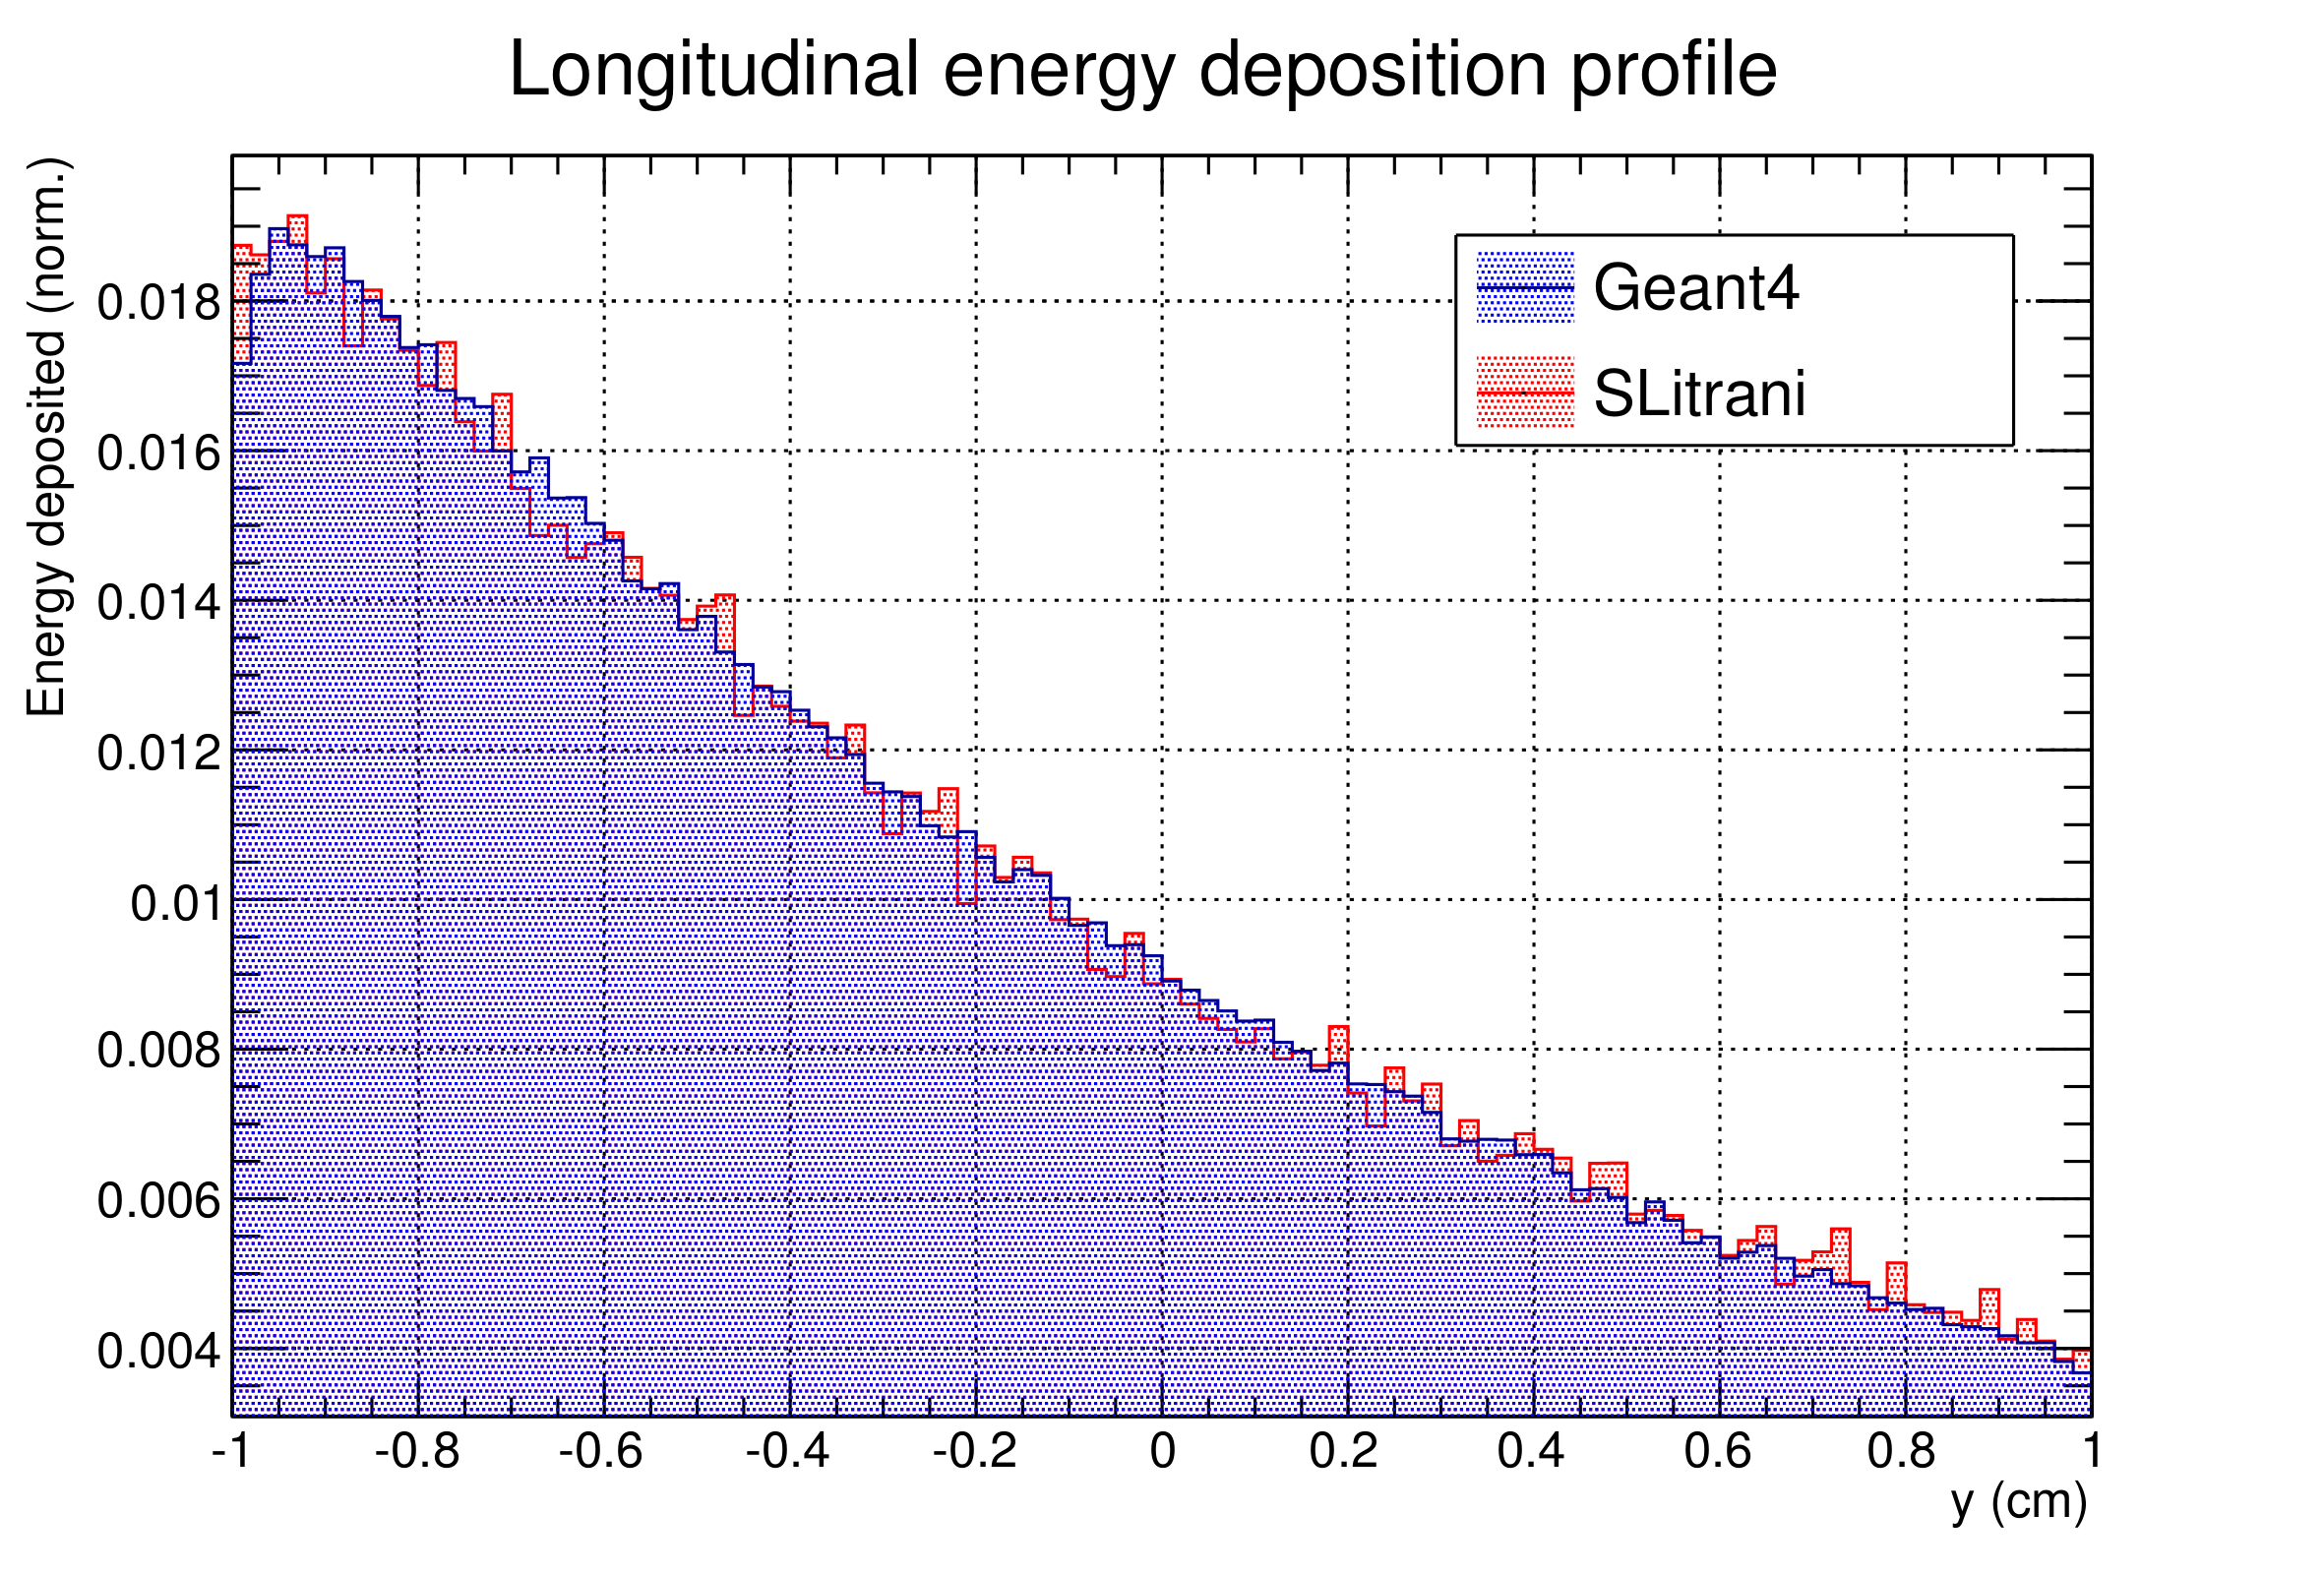 Longitudinal energy deposition profile
Energy deposited (norm.)
Geant4
SLitrani
0.018
0.016
0.014
0.012
0.01
0.008
0.006
0.004
-1 -0.8 -0.6 -0.4 -0.2 0 0.2 0.4 0.6 0.8 1
y (cm)